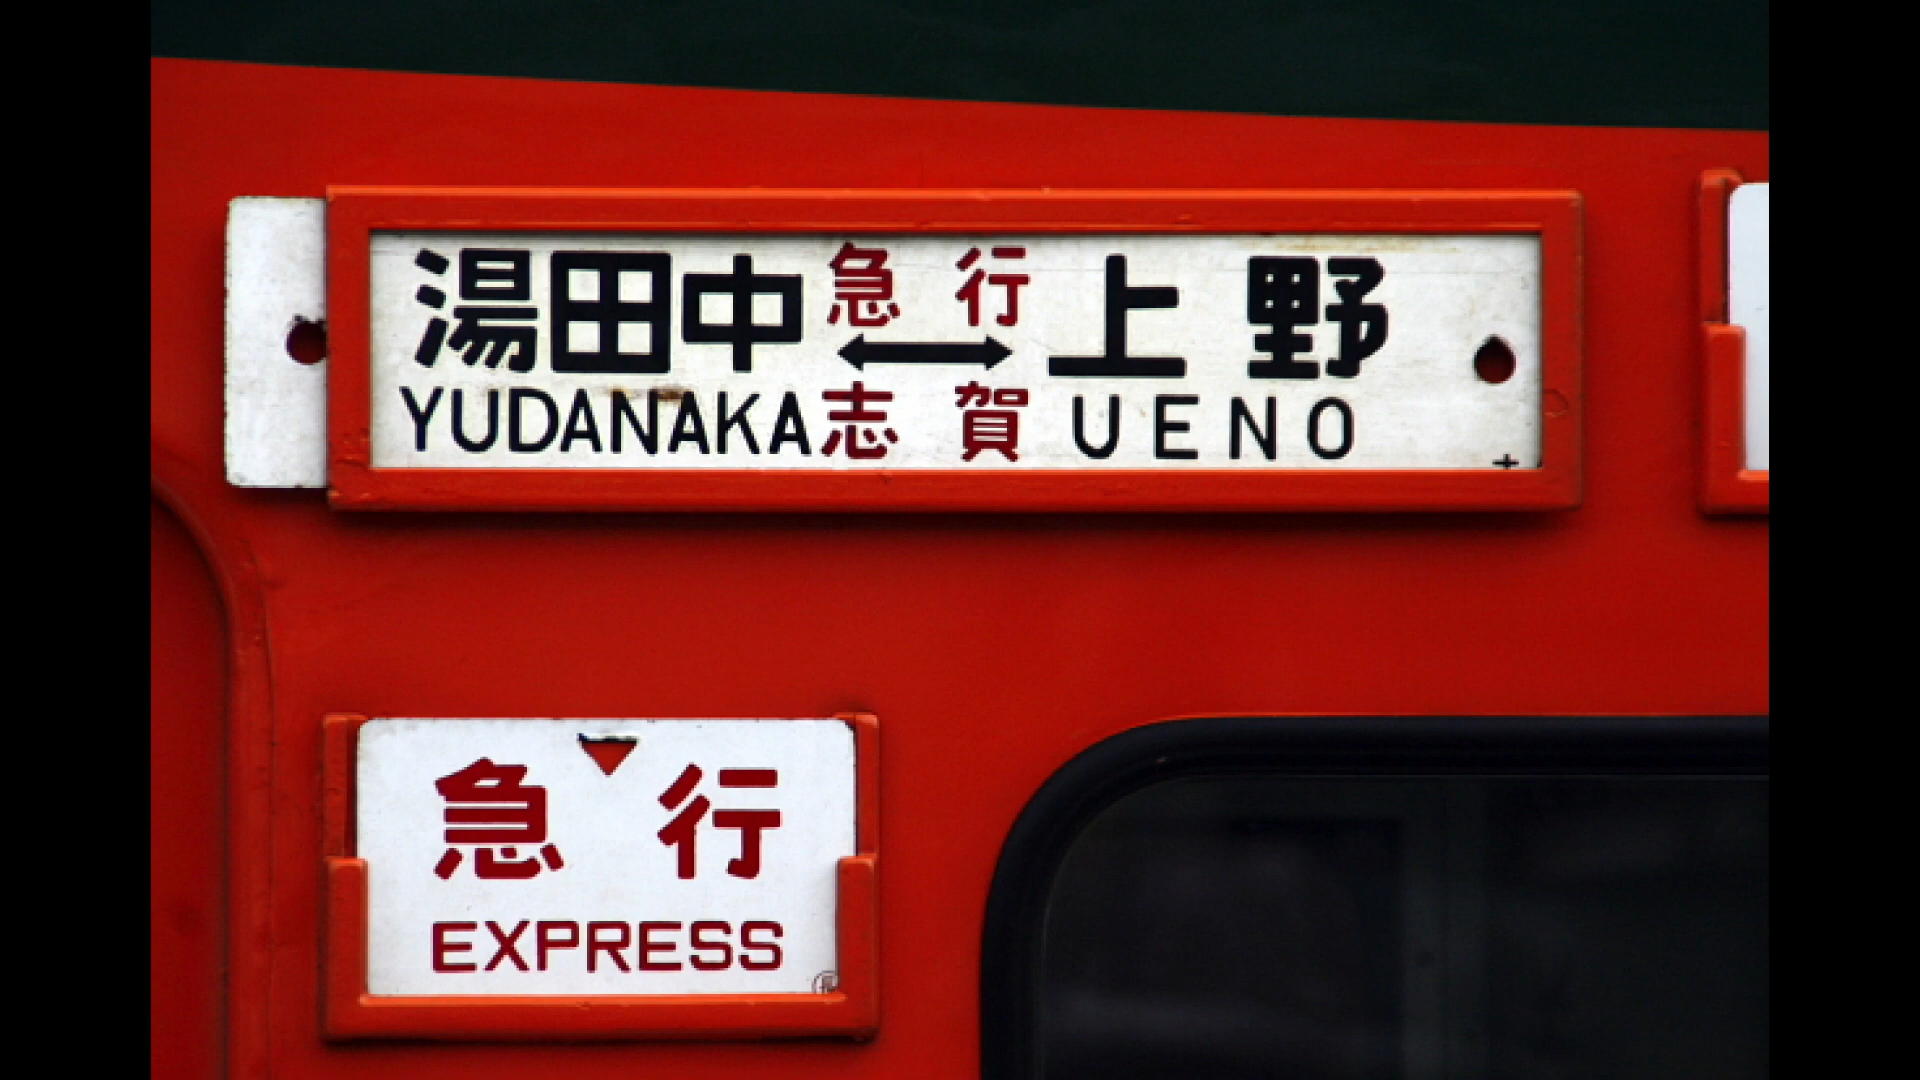 湯田中 急行 ↔ 上野
YUDANAKA 志賀 UENO
急行
EXPRESS